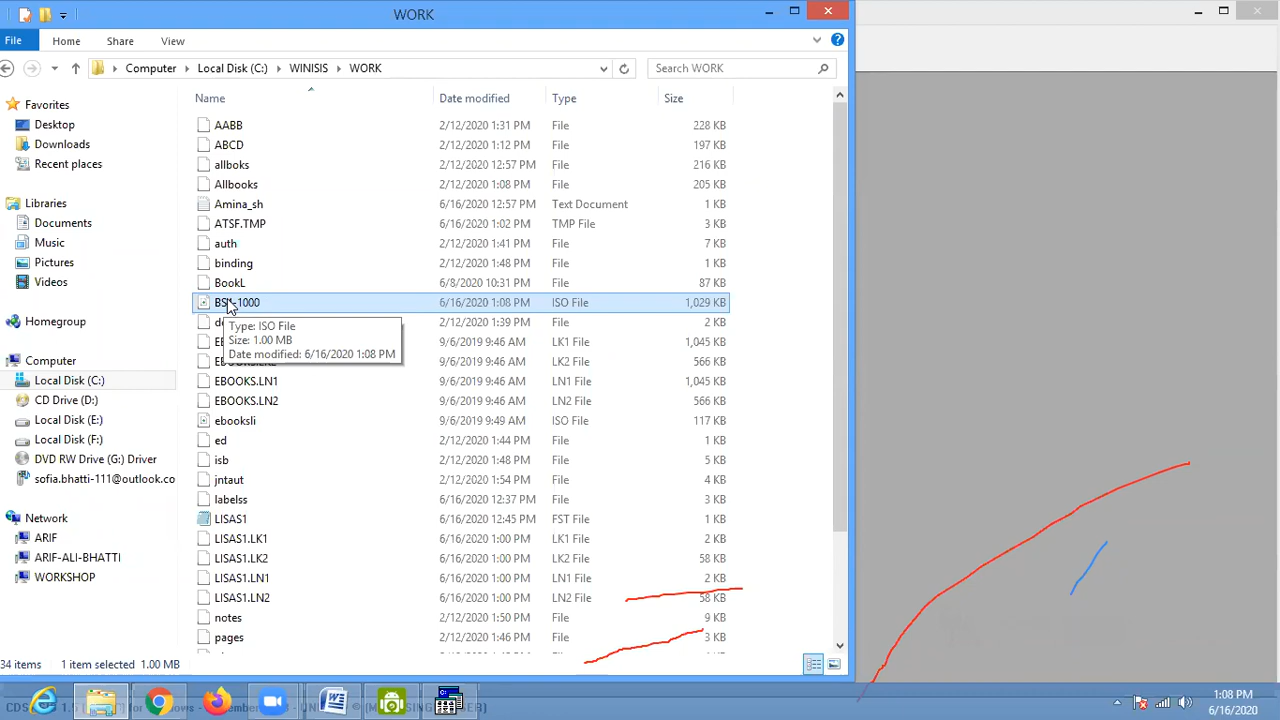 WORK
File Home Share View
Computer Local Disk (C:) WINISIS WORK Search WORK
Name Date modified Type Size
Favorites
Desktop
Downloads
Recent places
Libraries
Documents
Music
Pictures
Videos
Homegroup
Computer
Local Disk (C:)
CD Drive (D:)
Local Disk (E:)
Local Disk (F:)
DVD RW Drive (G:) Driver
sofia.bhatti-111@outlook.co
Network
ARIF
ARIF-ALI-BHATTI
WORKSHOP
AABB 2/12/2020 1:31 PM File 228 KB
ABCD 2/12/2020 1:12 PM File 197 KB
allboks 2/12/2020 12:57 PM File 216 KB
Allbooks 2/12/2020 1:08 PM File 205 KB
Amina_sh 6/16/2020 12:57 PM Text Document 1 KB
ATSF.TMP 6/16/2020 1:02 PM TMP File 3 KB
auth 2/12/2020 1:41 PM File 7 KB
binding 2/12/2020 1:48 PM File 1 KB
BookL 6/8/2020 10:31 PM File 87 KB
6/16/2020 1:08 PM ISO File 1,029 KB
2/12/2020 1:39 PM File 2 KB
Type: ISO File
Size: 1.00 MB
Date modified: 6/16/2020 1:08 PM
9/6/2019 9:46 AM LK1 File 1,045 KB
9/6/2019 9:46 AM LK2 File 566 KB
EBOOKS.LN1 9/6/2019 9:46 AM LN1 File 1,045 KB
EBOOKS.LN2 9/6/2019 9:46 AM LN2 File 566 KB
ebooksli 9/6/2019 9:49 AM ISO File 117 KB
ed 2/12/2020 1:44 PM File 1 KB
isb 2/12/2020 1:48 PM File 5 KB
jntaut 2/12/2020 1:54 PM File 4 KB
labelss 6/16/2020 12:37 PM File 3 KB
LISAS1 6/16/2020 12:45 PM FST File 1 KB
LISAS1.LK1 6/16/2020 1:00 PM LK1 File 2 KB
LISAS1.LK2 6/16/2020 1:00 PM LK2 File 58 KB
LISAS1.LN1 6/16/2020 1:00 PM LN1 File 2 KB
LISAS1.LN2 6/16/2020 1:00 PM LN2 File 58 KB
notes 2/12/2020 1:50 PM File 9 KB
pages 2/12/2020 1:46 PM File 3 KB
34 items 1 item selected 1.00 MB
1:08 PM
6/16/2020